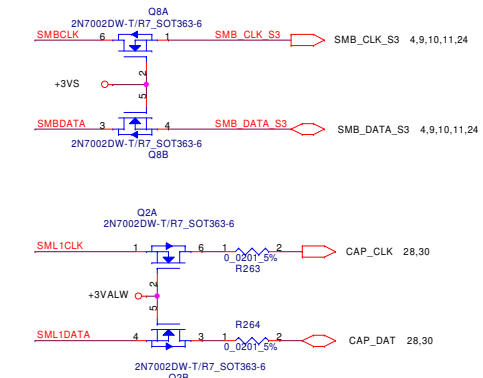 Q8A
2N7002DW-T/R7_SOT363-6
SMBCLK 6 1 SMB_CLK_S3 SMB_CLK_S3 4,9,10,11,24
2
+3VS
5
SMBDATA 3 4 SMB_DATA_S3 SMB_DATA_S3 4,9,10,11,24
2N7002DW-T/R7_SOT363-6
Q8B
Q2A
2N7002DW-T/R7_SOT363-6
SML1CLK 1 6 1 2 CAP_CLK 28,30
0_0201_5%
R263
2
+3VALW
5
R264
SML1DATA 4 3 1 2 CAP_DAT 28,30
0_0201_5%
2N7002DW-T/R7_SOT363-6
Q2B